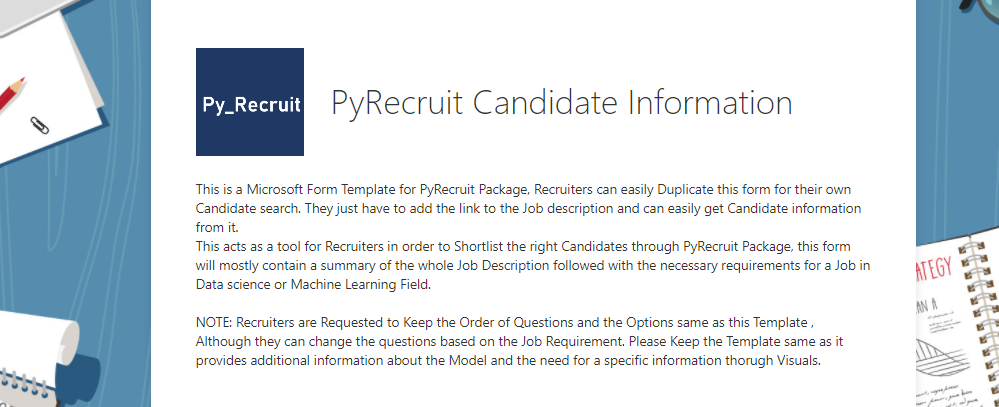 Py_Recruit
PyRecruit Candidate Information
This is a Microsoft Form Template for PyRecruit Package, Recruiters can easily Duplicate this form for their own
Candidate search. They just have to add the link to the Job description and can easily get Candidate information
from it.
This acts as a tool for Recruiters in order to Shortlist the right Candidates through PyRecruit Package, this form
will mostly contain a summary of the whole Job Description followed with the necessary requirements for a Job in
Data science or Machine Learning Field.
NOTE: Recruiters are Requested to Keep the Order of Questions and the Options same as this Template ,
Although they can change the questions based on the Job Requirement. Please Keep the Template same as it
provides additional information about the Model and the need for a specific information thorugh Visuals.
ATEGY
AN A